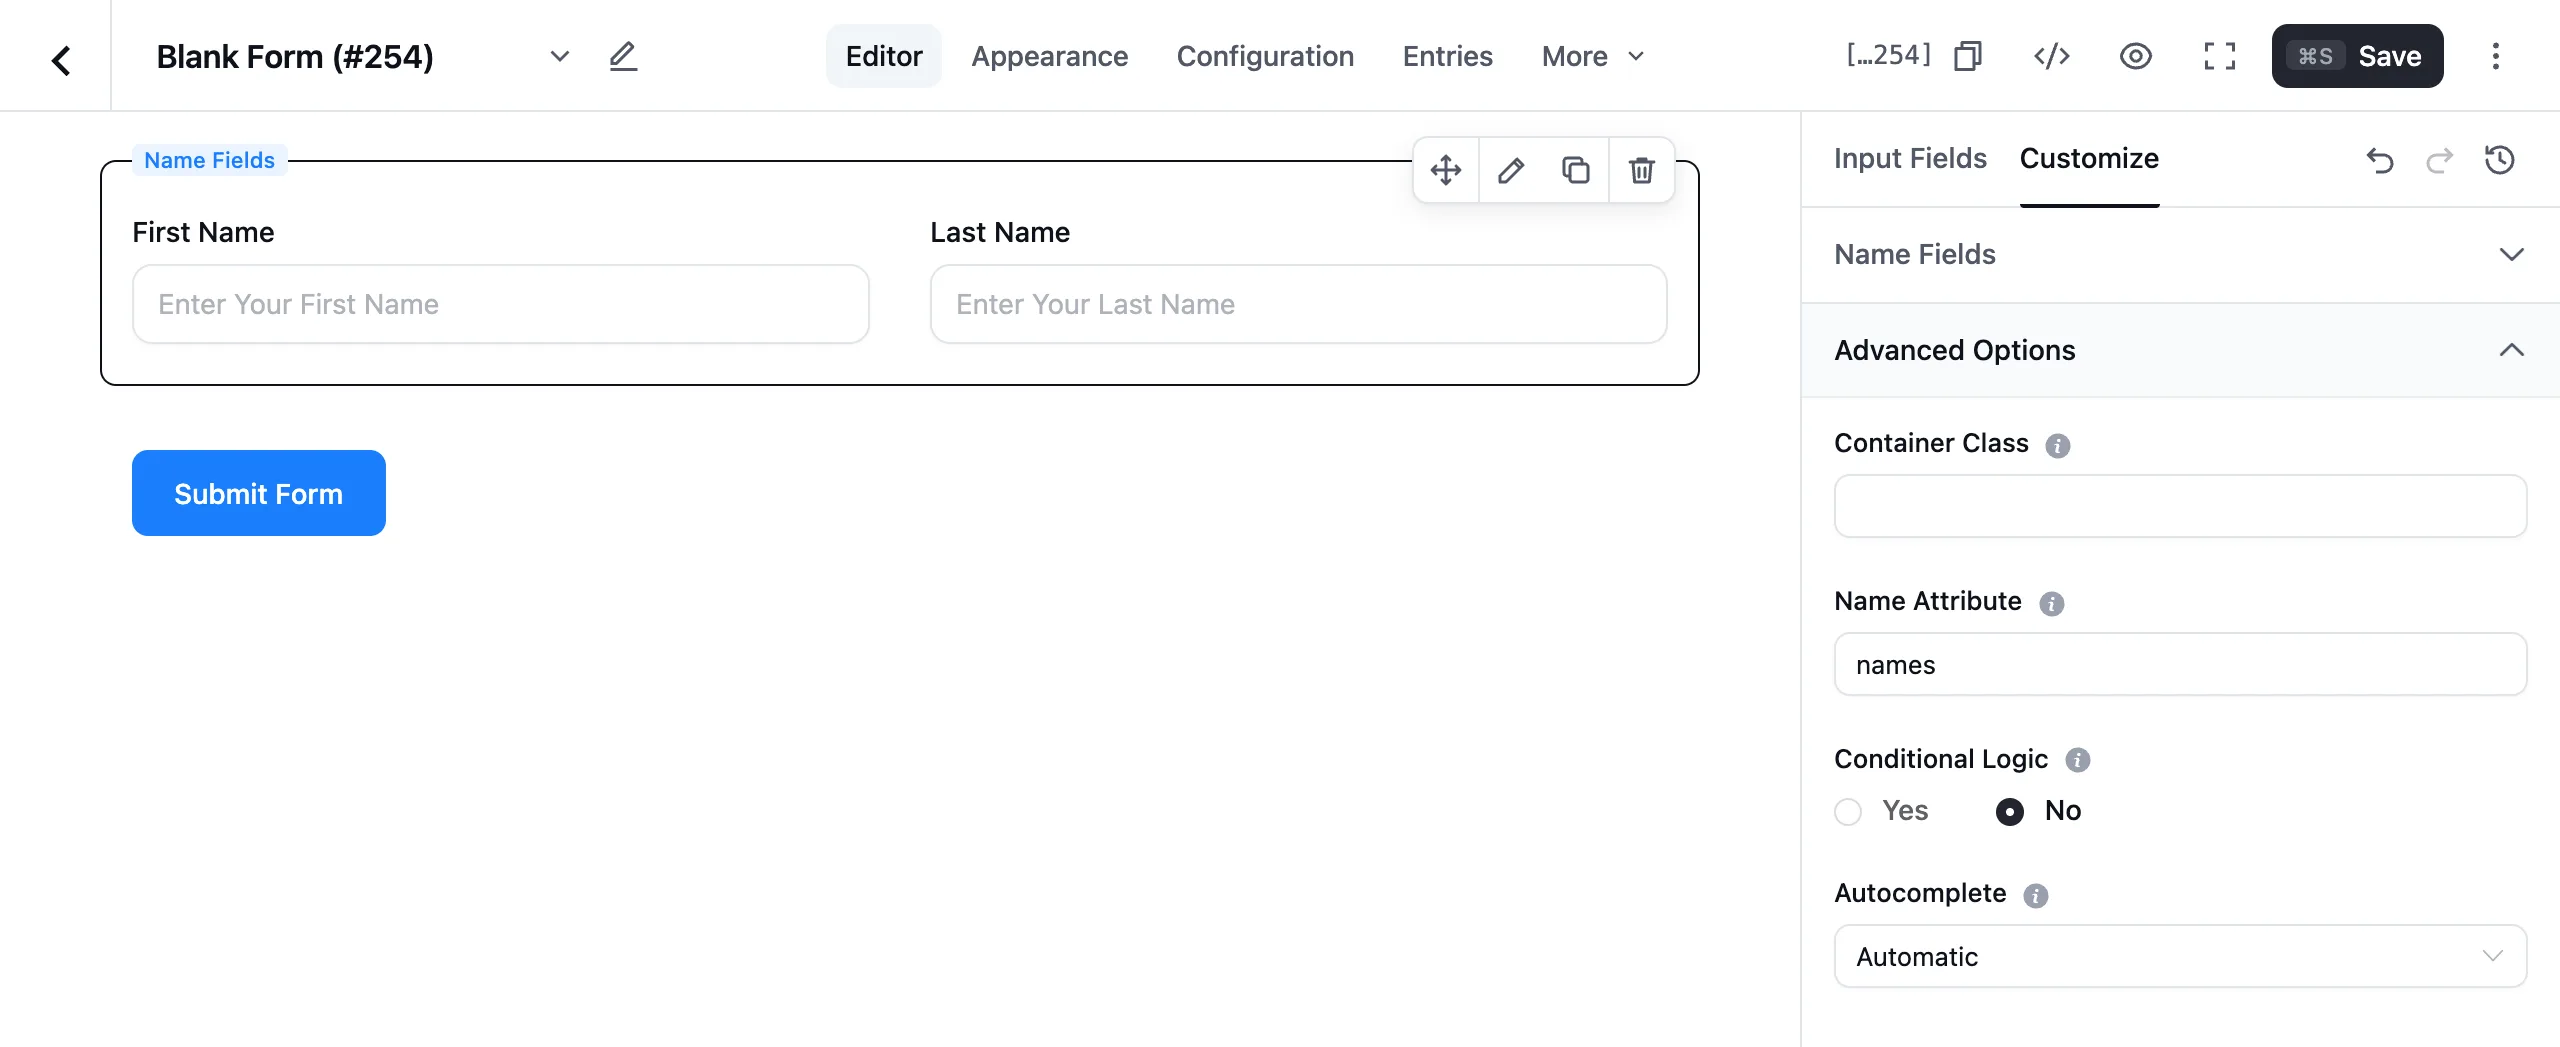 Blank Form (#254)
Editor
Appearance
Configuration
Entries
More
[...254]
⌘S Save
Name Fields
First Name
Last Name
Enter Your First Name
Enter Your Last Name
Submit Form
Input Fields
Customize
Name Fields
Advanced Options
Container Class
Name Attribute
names
Conditional Logic
Yes
No
Autocomplete
Automatic